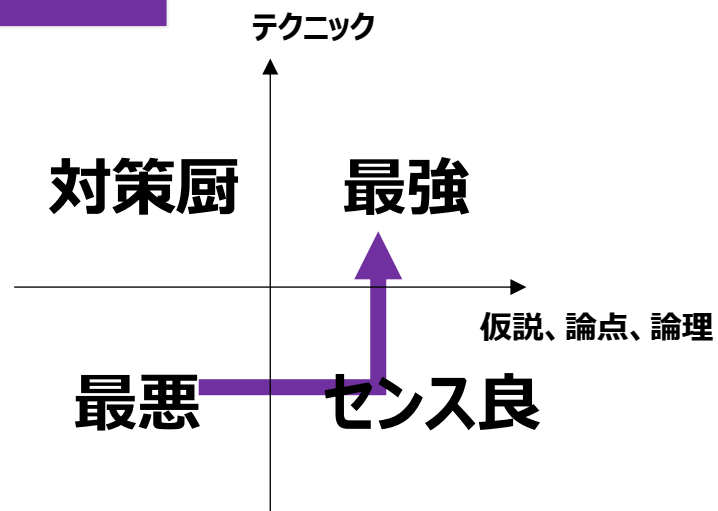 テクニック
対策厨
最強
仮説、論点、論理
最悪
センス良